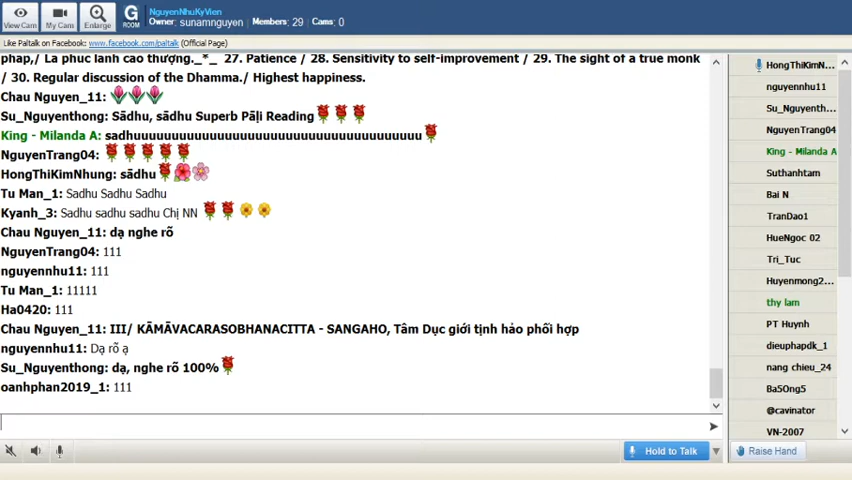 View Cam
My Cam
Enlarge
G
ROOM
NguyenNhuKyVien
Owner: sunamnguyen Members: 29 Cams: 0
Like Paltalk on Facebook: www.facebook.com/paltalk (Official Page)
pháp,/ Là phúc lành cao thượng._*_ 27. Patience / 28. Sensitivity to self-improvement / 29. The sight of a true monk
/ 30. Regular discussion of the Dhamma./ Highest happiness.
Chau Nguyen_11:
Su_Nguyenthong: Sādhu, sādhu Superb Pāḷi Reading
King - Milanda A: sadhuuuuuuuuuuuuuuuuuuuuuuuuuuuuuuuuuuuuuu
NguyenTrang04:
HongThiKimNhung: sādhu
Tu Man_1: Sadhu Sadhu Sadhu
Kyanh_3: Sadhu sadhu sadhu Chị NN
Chau Nguyen_11: dạ nghe rõ
NguyenTrang04: 111
nguyennhu11: 111
Tu Man_1: 11111
Ha0420: 111
Chau Nguyen_11: III/ KĀMĀVACARASOBHANACITTA - SANGAHO, Tâm Dục giới tịnh hảo phối hợp
nguyennhu11: Dạ rõ ạ
Su_Nguyenthong: dạ, nghe rõ 100%
oanhphan2019_1: 111
HongThiKimN...
nguyennhu11
Su_Nguyenth...
NguyenTrang04
King - Milanda A
Suthanhtam
Bai N
TranDao1
HueNgoc 02
Tri_Tuc
Huyenmong2...
thy lam
PT Huynh
dieuphapdk_1
nang chieu_24
Ba5Ong5
@cavinator
VN-2007
Hold to Talk
Raise Hand